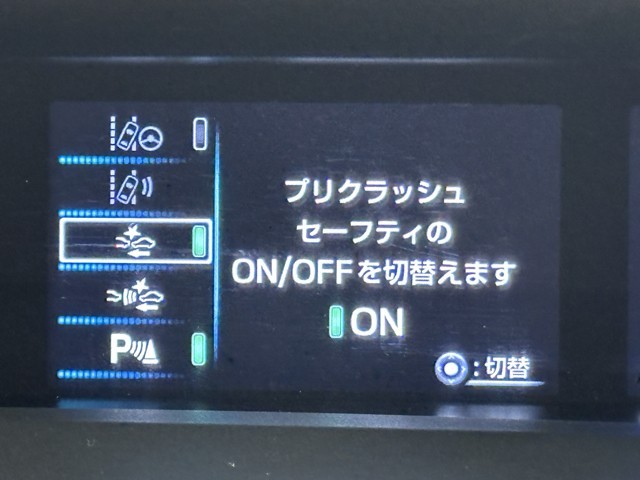 プリクラッシュ
セーフティの
ON/OFFを切替えます
ON
:切替
P